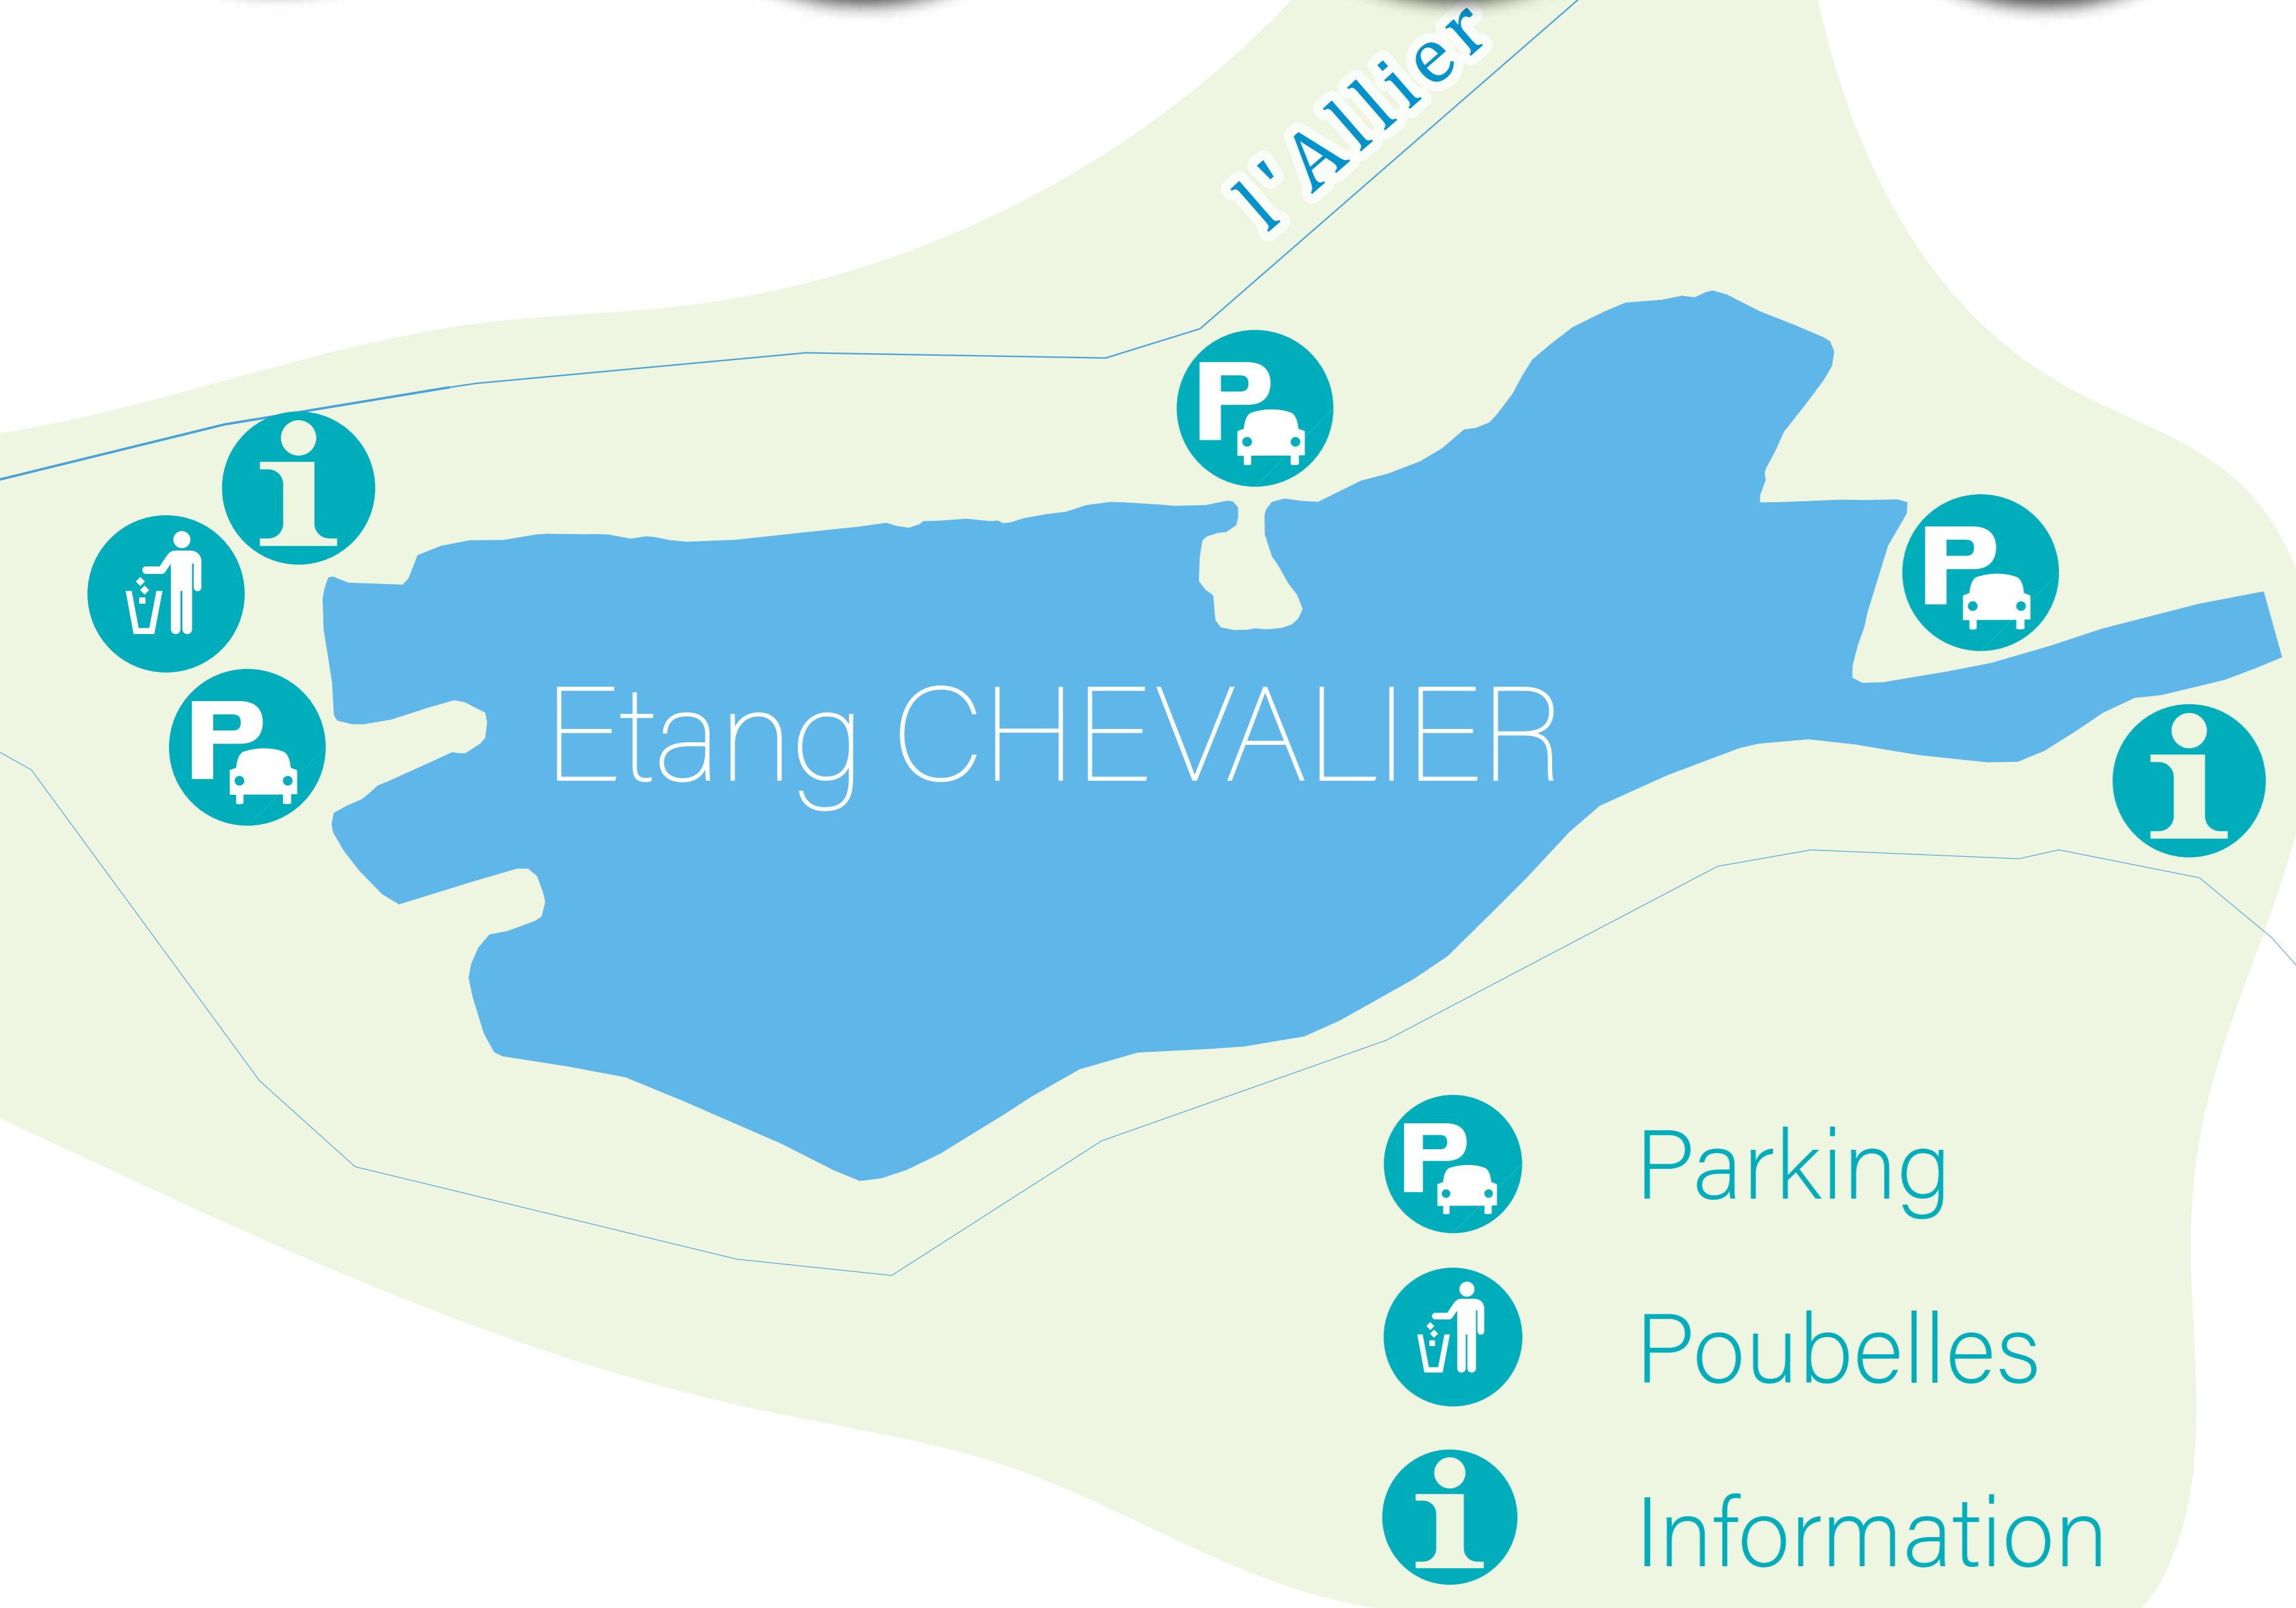 l'Allier
P
P
P
Etang CHEVALIER
P
Parking
Poubelles
Information